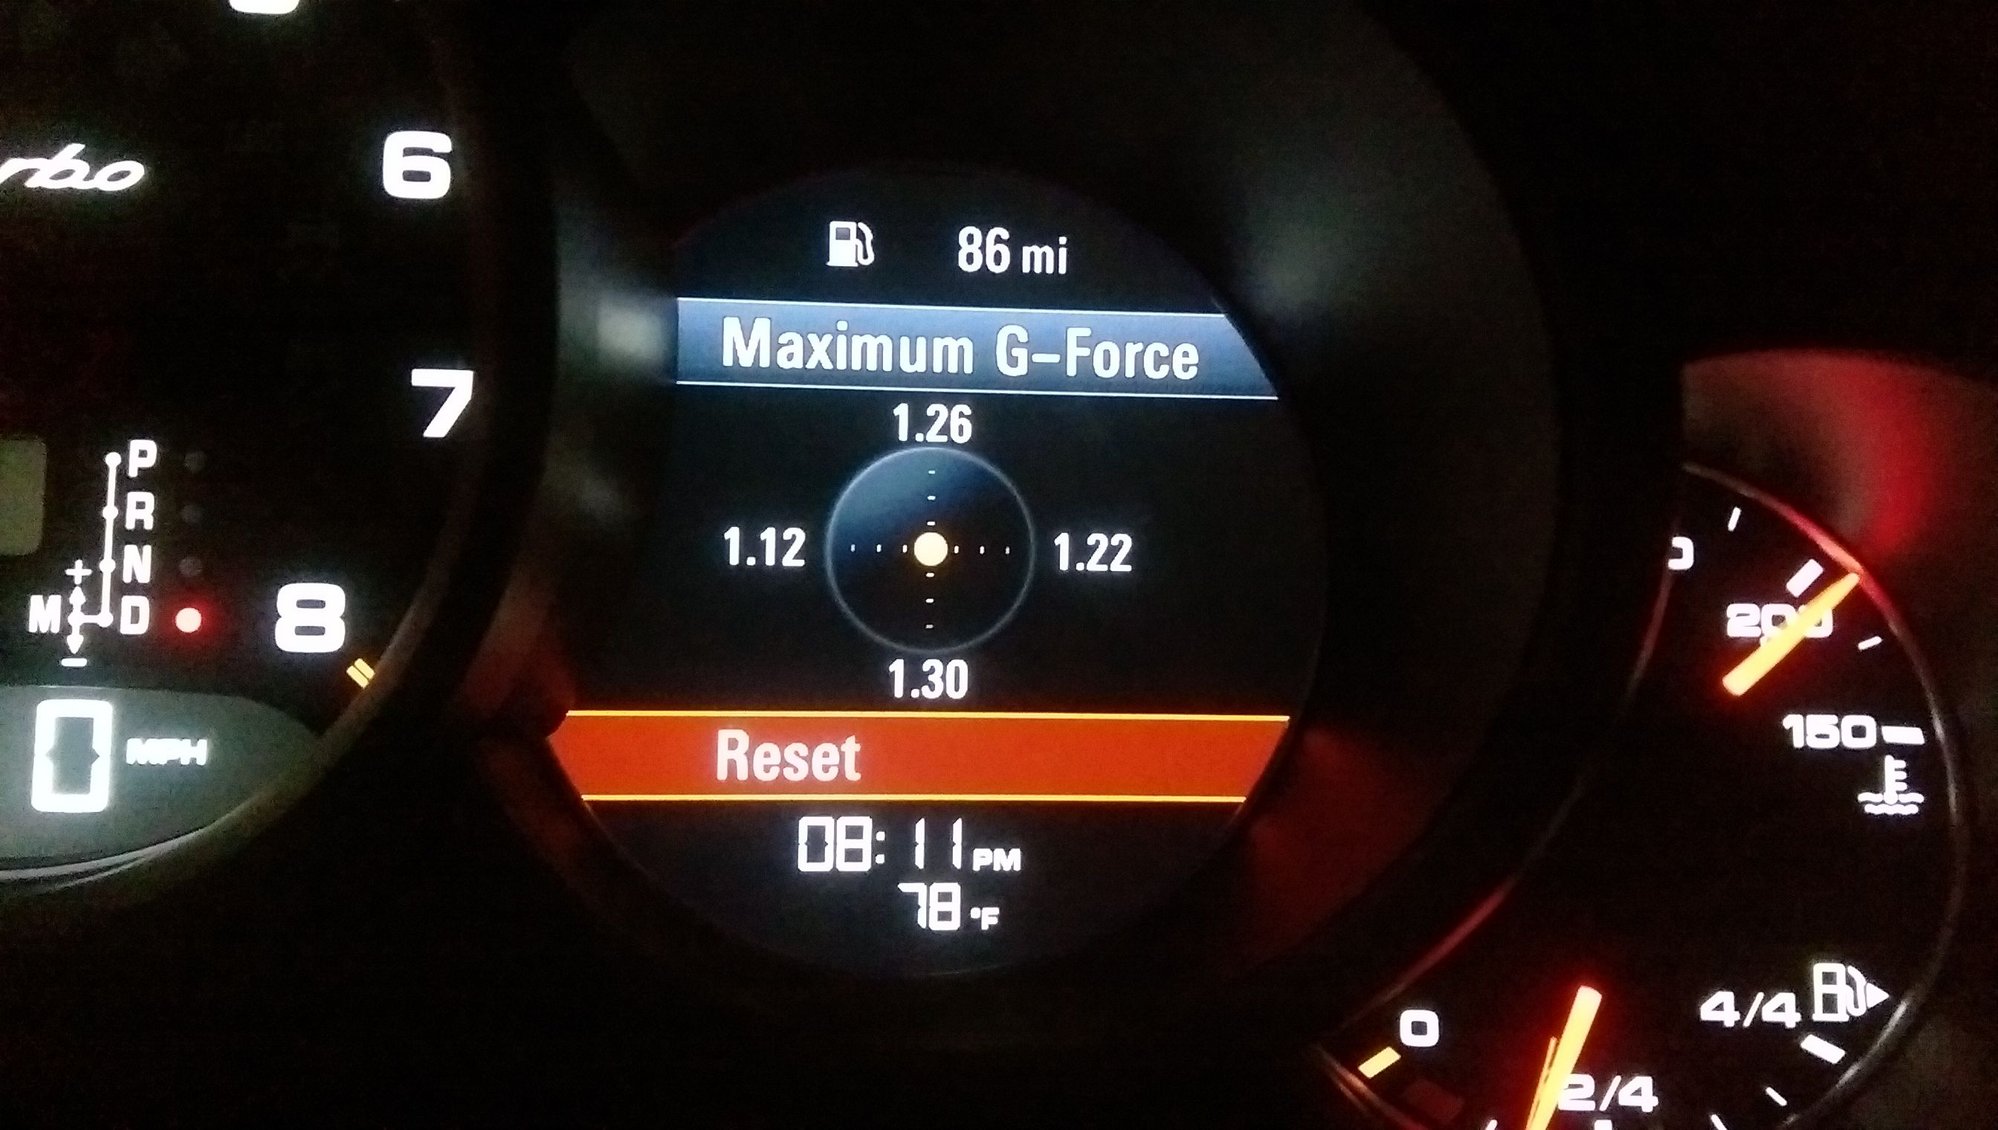 6
7
8
P
R
N
+
M D
–
0 MPH
86 mi
Maximum G-Force
1.26
1.12 1.22
1.30
Reset
08:11 PM
78 °F
200
150
0
2/4
4/4